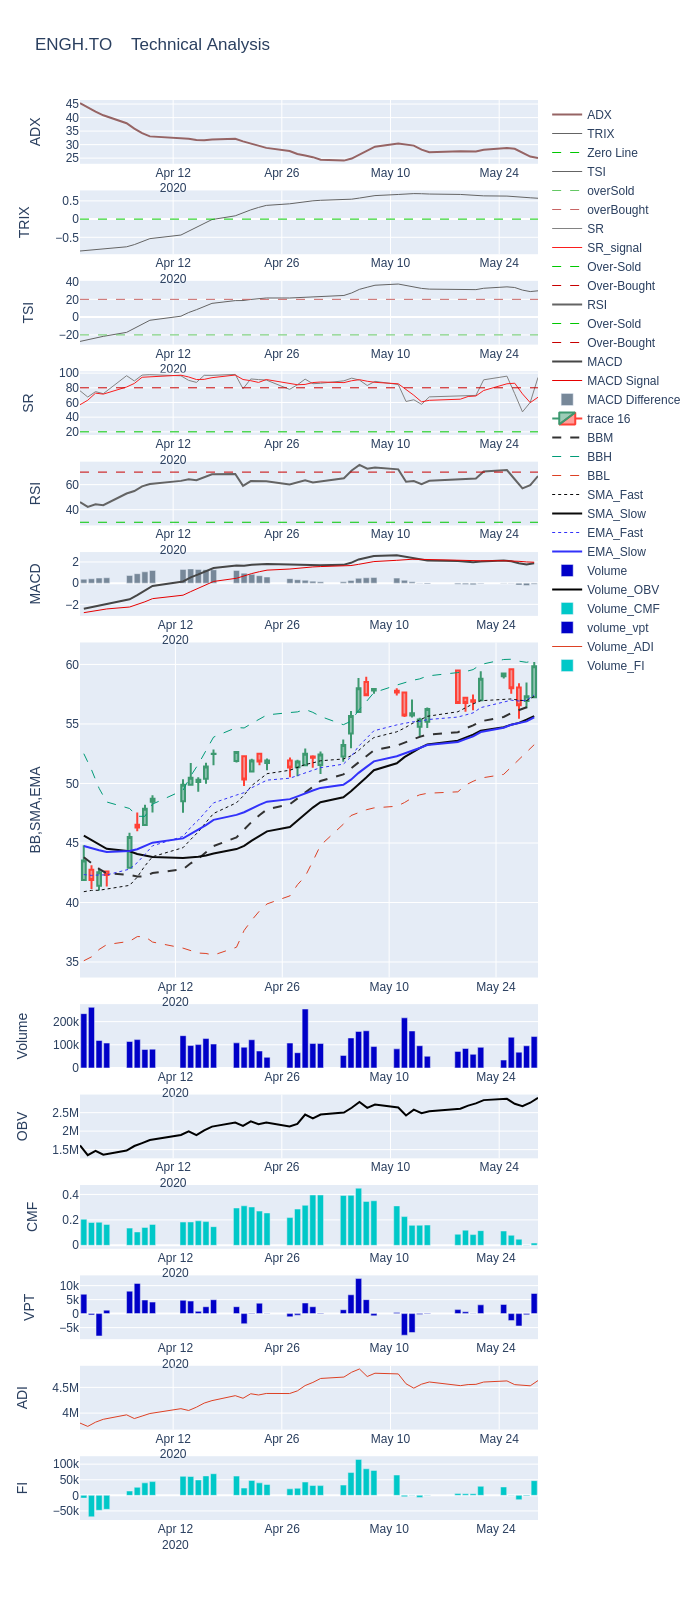 ENGH.TO    Technical Analysis
ADX
45
40
35
30
25
Apr 12
2020
Apr 26
May 10
May 24
TRIX
0.5
0
−0.5
Apr 12
2020
Apr 26
May 10
May 24
TSI
40
20
0
−20
Apr 12
2020
Apr 26
May 10
May 24
SR
100
80
60
40
20
Apr 12
2020
Apr 26
May 10
May 24
RSI
60
40
Apr 12
2020
Apr 26
May 10
May 24
MACD
2
0
−2
Apr 12
2020
Apr 26
May 10
May 24
BB,SMA,EMA
60
55
50
45
40
35
Apr 12
2020
Apr 26
May 10
May 24
Volume
200k
100k
0
Apr 12
2020
Apr 26
May 10
May 24
OBV
2.5M
2M
1.5M
Apr 12
2020
Apr 26
May 10
May 24
CMF
0.4
0.2
0
Apr 12
2020
Apr 26
May 10
May 24
VPT
10k
5k
0
−5k
Apr 12
2020
Apr 26
May 10
May 24
ADI
4.5M
4M
Apr 12
2020
Apr 26
May 10
May 24
FI
100k
50k
0
−50k
Apr 12
2020
Apr 26
May 10
May 24
ADX
TRIX
Zero Line
TSI
overSold
overBought
SR
SR_signal
Over-Sold
Over-Bought
RSI
Over-Sold
Over-Bought
MACD
MACD Signal
MACD Difference
trace 16
BBM
BBH
BBL
SMA_Fast
SMA_Slow
EMA_Fast
EMA_Slow
Volume
Volume_OBV
Volume_CMF
volume_vpt
Volume_ADI
Volume_FI